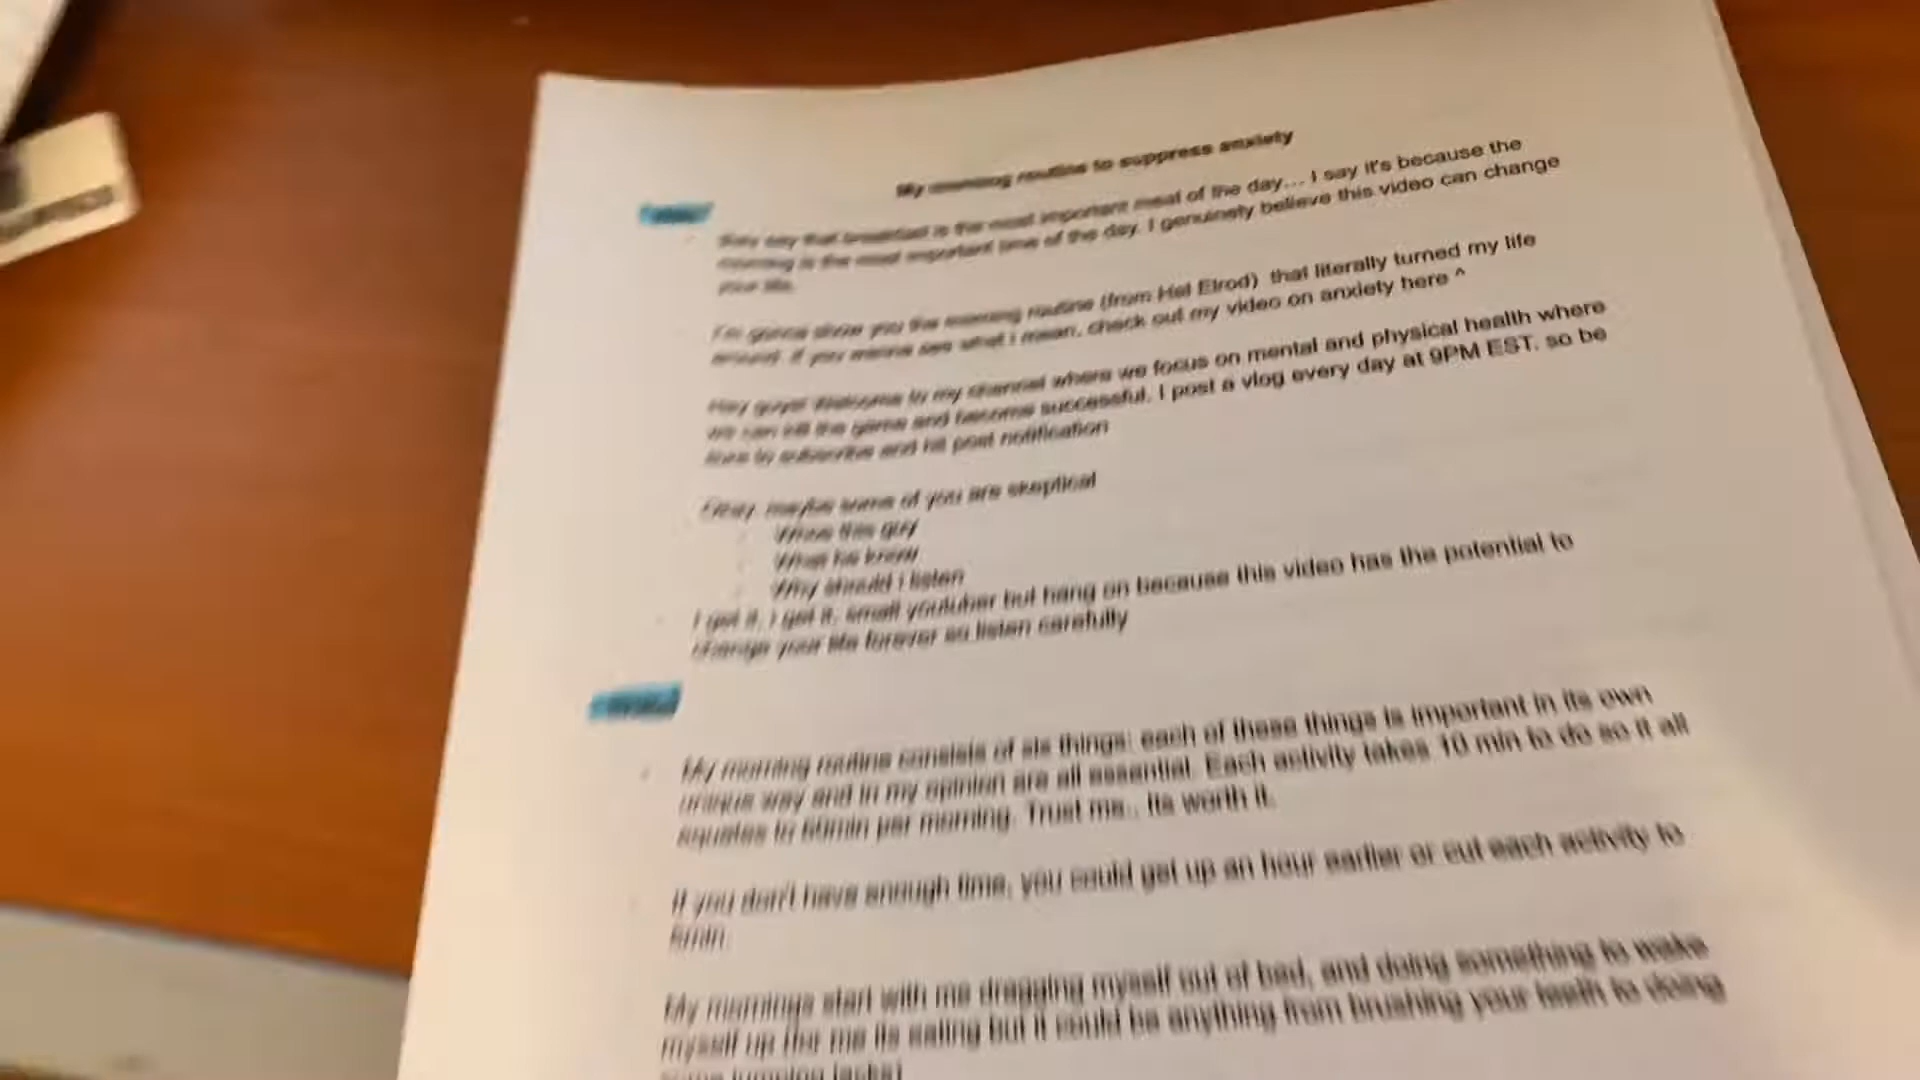 My morning routine to suppress anxiety
They say that breakfast is the most important meal of the day... I say it's because the
morning is the most important time of the day. I genuinely believe this video can change
your life.
I'm gonna show you the morning routine (from Hal Elrod) that literally turned my life
around. If you wanna see what I mean, check out my video on anxiety here ^
Hey guys! Welcome to my channel where we focus on mental and physical health where
we can kill the game and become successful. I post a vlog every day at 9PM EST, so be
sure to subscribe and hit post notification
Okay, maybe some of you are skeptical
Whos this guy
What he know
Why should I listen
I get it, I get it, small youtuber but hang on because this video has the potential to
change your life forever so listen carefully
My morning routine consists of six things: each of these things is important in its own
unique way and in my opinion are all essential. Each activity takes 10 min to do so it all
equates to 60min per morning. Trust me.. Its worth it.
If you don't have enough time, you could get up an hour earlier or cut each activity to
5min.
My mornings start with me dragging myself out of bed, and doing something to wake
myself up (for me its eating but it could be anything from brushing your teeth to doing
some jumping jacks)